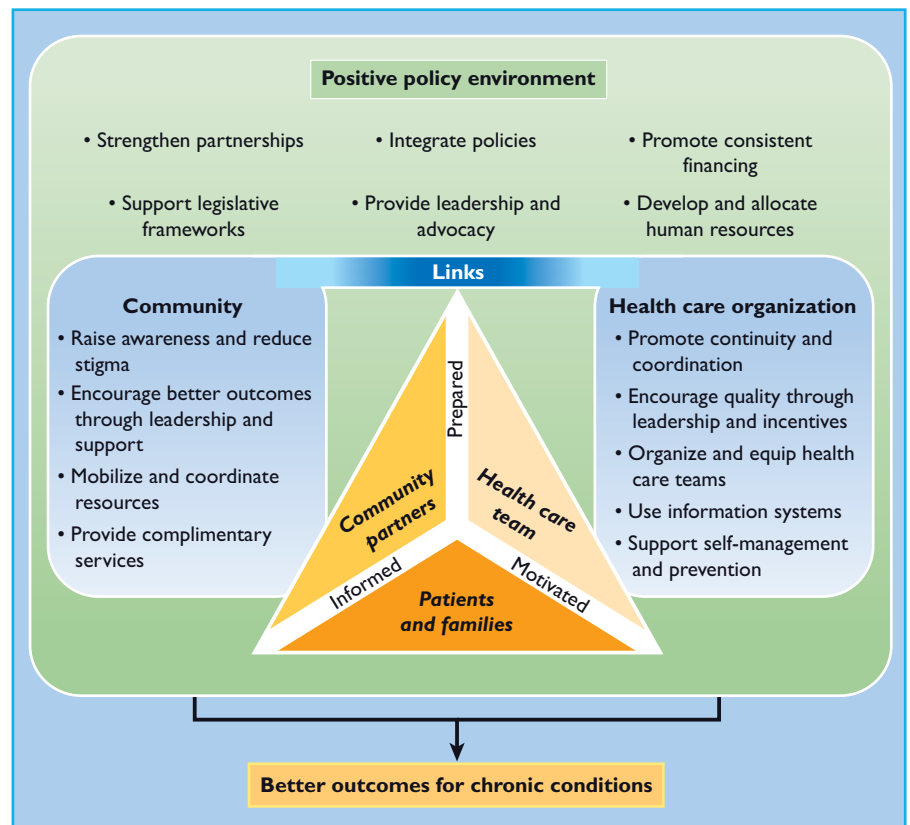 Positive policy environment
• Strengthen partnerships
• Integrate policies
• Promote consistent
financing
• Support legislative
frameworks
• Provide leadership and
advocacy
• Develop and allocate
human resources
Links
Community
• Raise awareness and reduce
stigma
• Encourage better outcomes
through leadership and
support
• Mobilize and coordinate
resources
• Provide complimentary
services
Prepared
Community
partners
Health care
team
Informed
Motivated
Patients
and families
Health care organization
• Promote continuity and
coordination
• Encourage quality through
leadership and incentives
• Organize and equip health
care teams
• Use information systems
• Support self-management
and prevention
Better outcomes for chronic conditions